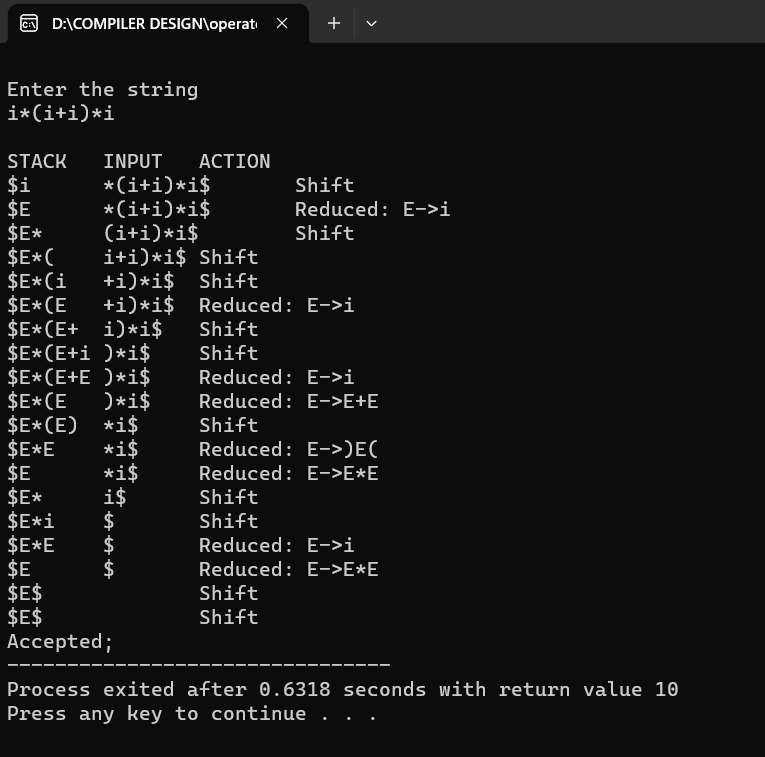 D:\COMPILER DESIGN\operat
Enter the string
i*(i+i)*i
STACK   INPUT   ACTION
$i      *(i+i)*i$       Shift
$E      *(i+i)*i$       Reduced: E->i
$E*     (i+i)*i$        Shift
$E*(    i+i)*i$ Shift
$E*(i   +i)*i$  Shift
$E*(E   +i)*i$  Reduced: E->i
$E*(E+  i)*i$   Shift
$E*(E+i )*i$    Shift
$E*(E+E )*i$    Reduced: E->i
$E*(E   )*i$    Reduced: E->E+E
$E*(E)  *i$     Shift
$E*E    *i$     Reduced: E->)E(
$E      *i$     Reduced: E->E*E
$E*     i$      Shift
$E*i    $       Shift
$E*E    $       Reduced: E->i
$E      $       Reduced: E->E*E
$E$             Shift
$E$             Shift
Accepted;
--------------------------------
Process exited after 0.6318 seconds with return value 10
Press any key to continue . . .